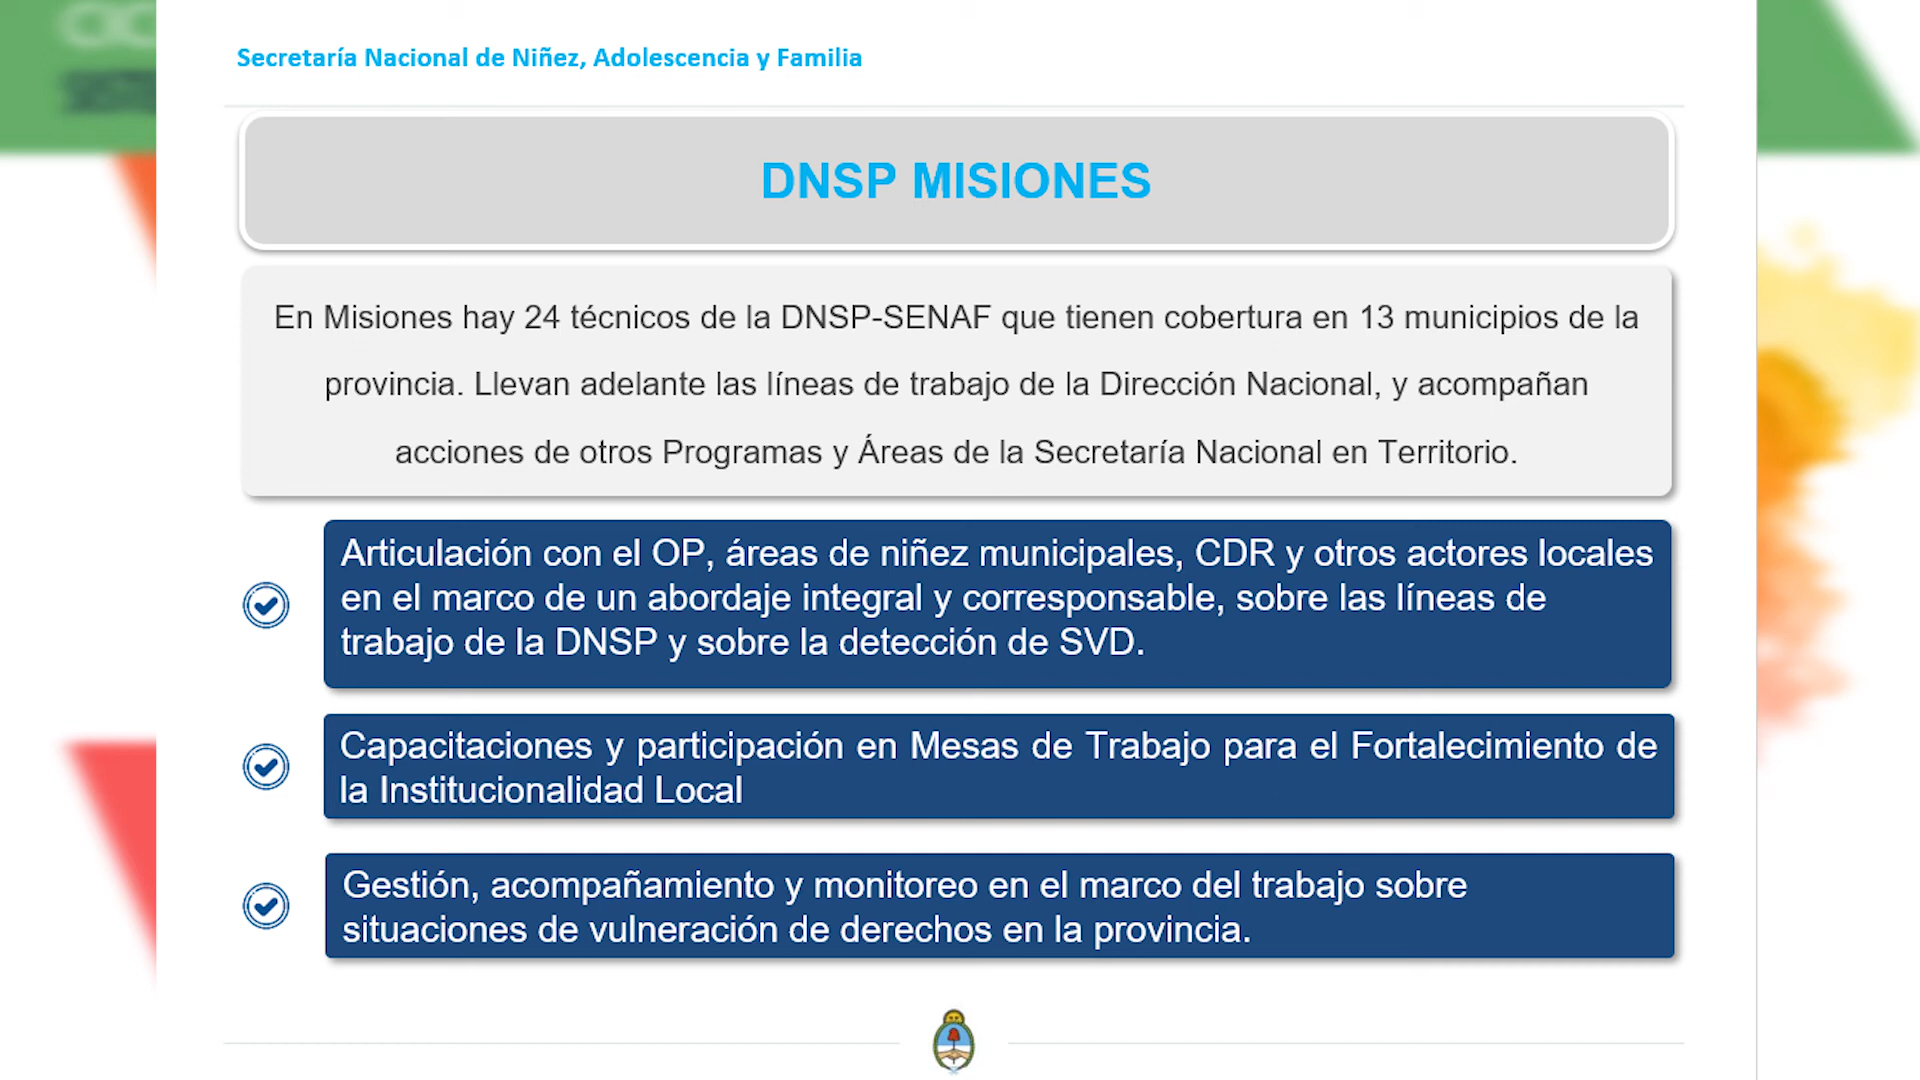 Secretaría Nacional de Niñez, Adolescencia y Familia
DNSP MISIONES
En Misiones hay 24 técnicos de la DNSP-SENAF que tienen cobertura en 13 municipios de la
provincia. Llevan adelante las líneas de trabajo de la Dirección Nacional, y acompañan
acciones de otros Programas y Áreas de la Secretaría Nacional en Territorio.
Articulación con el OP, áreas de niñez municipales, CDR y otros actores locales
en el marco de un abordaje integral y corresponsable, sobre las líneas de
trabajo de la DNSP y sobre la detección de SVD.
Capacitaciones y participación en Mesas de Trabajo para el Fortalecimiento de
la Institucionalidad Local
Gestión, acompañamiento y monitoreo en el marco del trabajo sobre
situaciones de vulneración de derechos en la provincia.